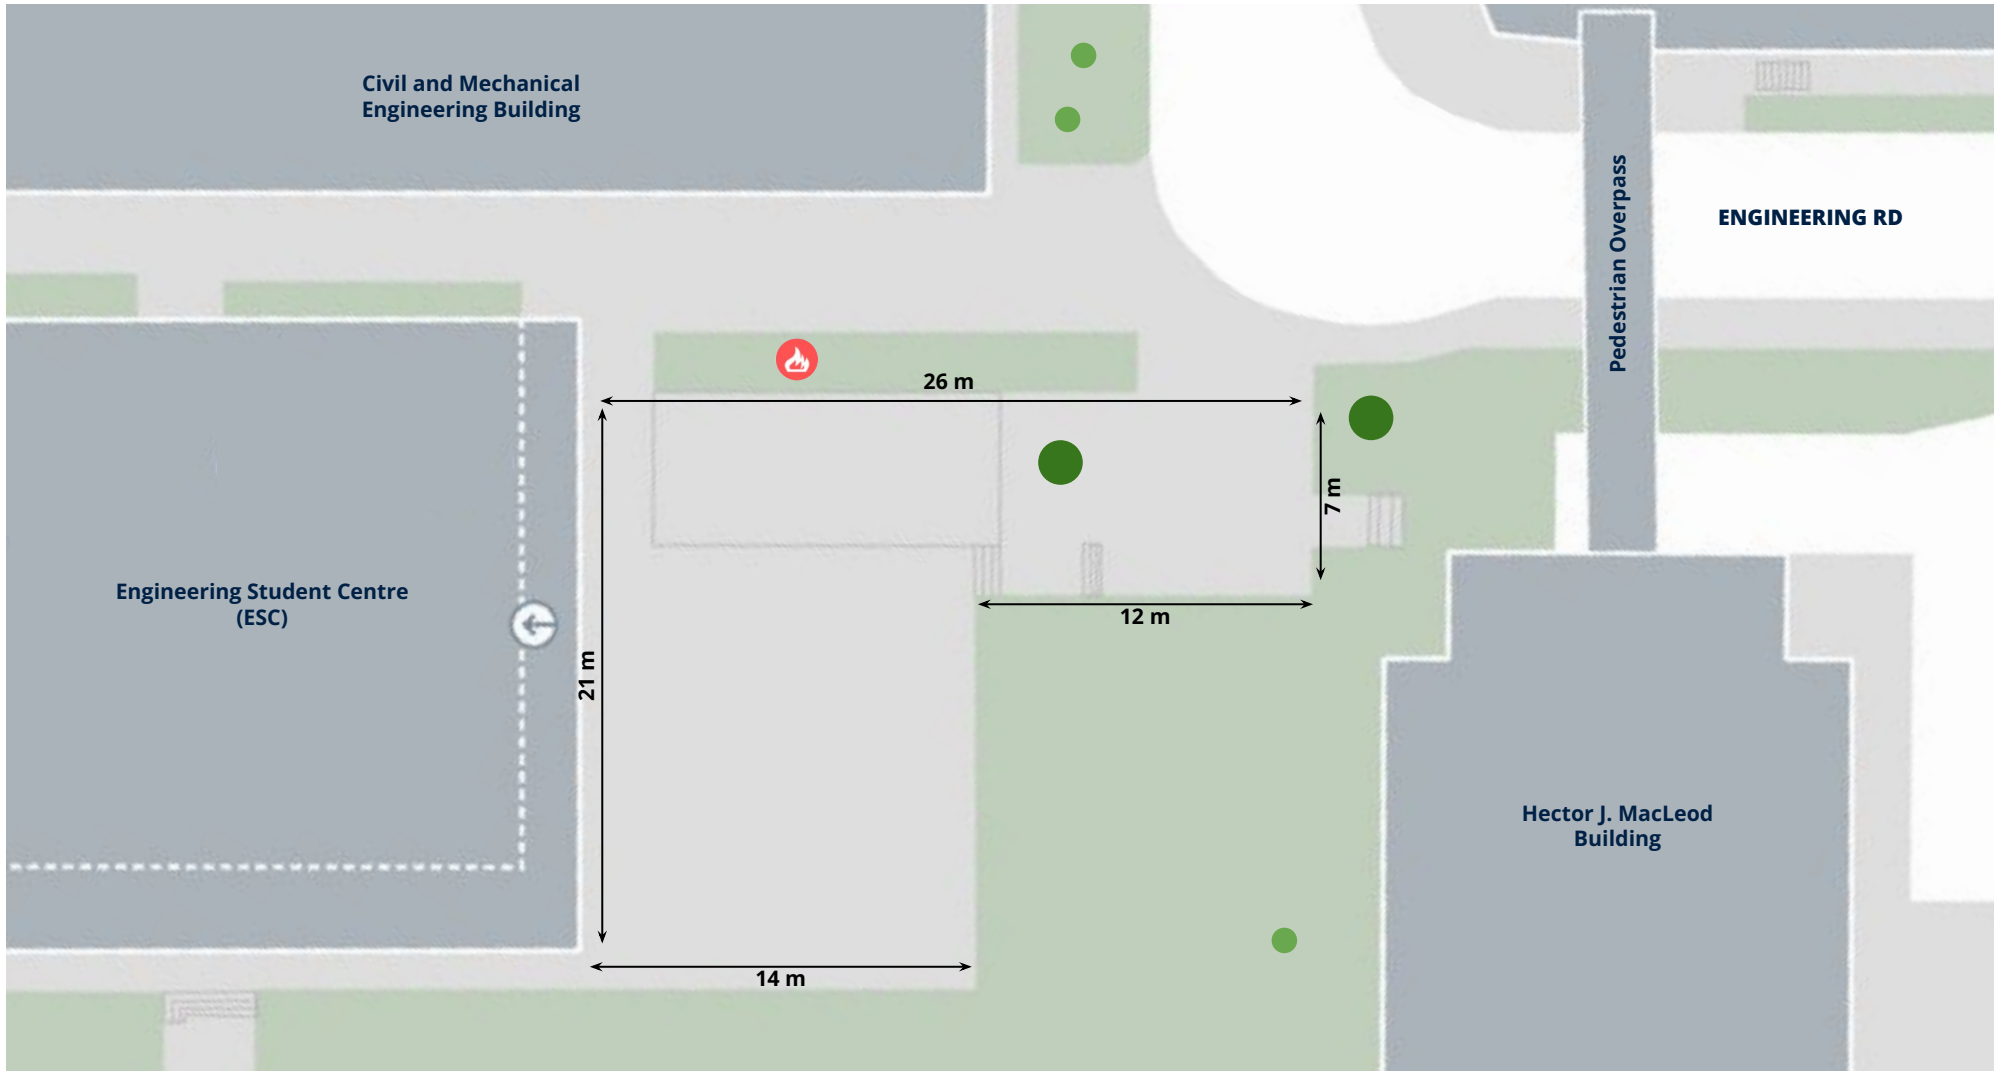 Civil and Mechanical
Engineering Building
Pedestrian Overpass
ENGINEERING RD
26 m
7 m
Engineering Student Centre
(ESC)
12 m
21 m
Hector J. MacLeod
Building
14 m